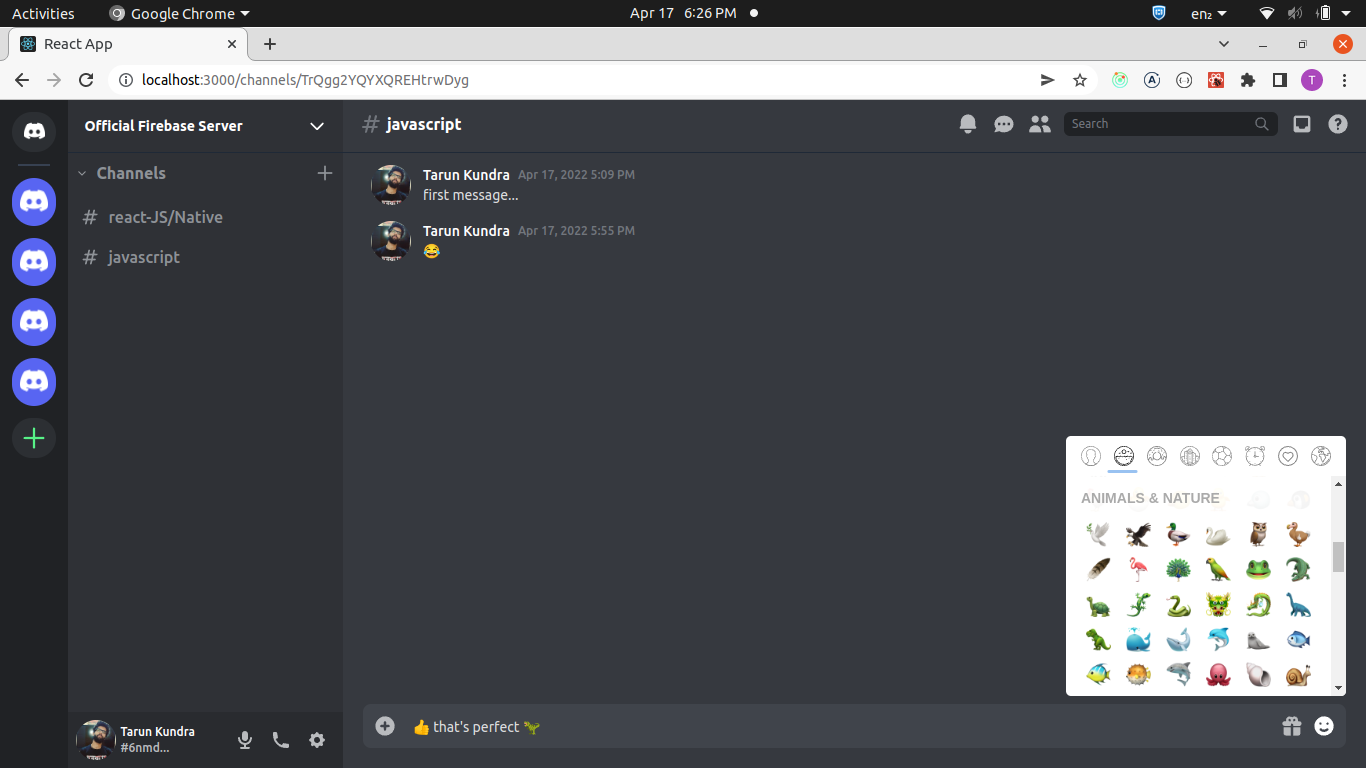 Activities Google Chrome Apr 17 6:26 PM en₂
React App
localhost:3000/channels/TrQgg2YQYXQREHtrwDyg T
Official Firebase Server
Channels
# react-JS/Native
# javascript
# javascript Search
Tarun Kundra Apr 17, 2022 5:09 PM
first message...
Tarun Kundra Apr 17, 2022 5:55 PM
😂
ANIMALS & NATURE
👍 that's perfect 🦖
Tarun Kundra
#6nmd...